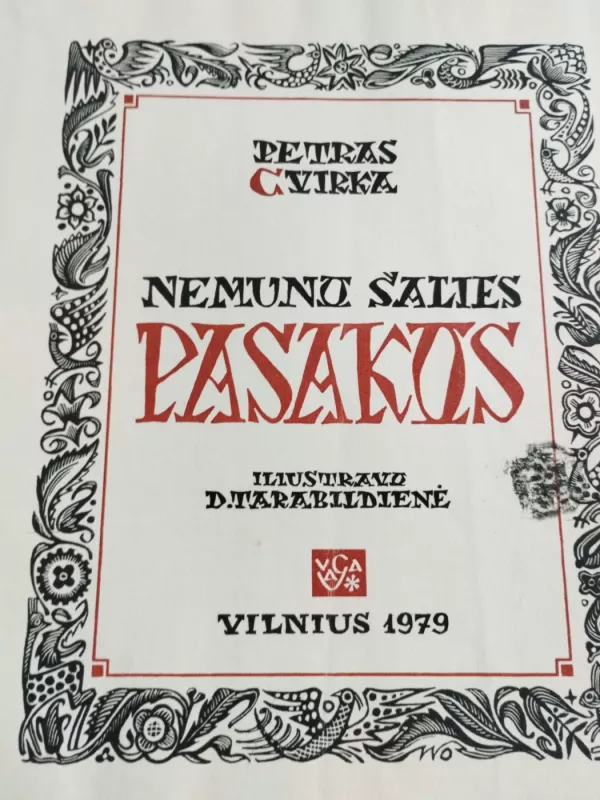 PETRAS
CVIRKA
NEMUNO ŠALIES
PASAKOS
ILIUSTRAVO
D.TARABILDIENĖ
VAGA
VILNIUS 1979